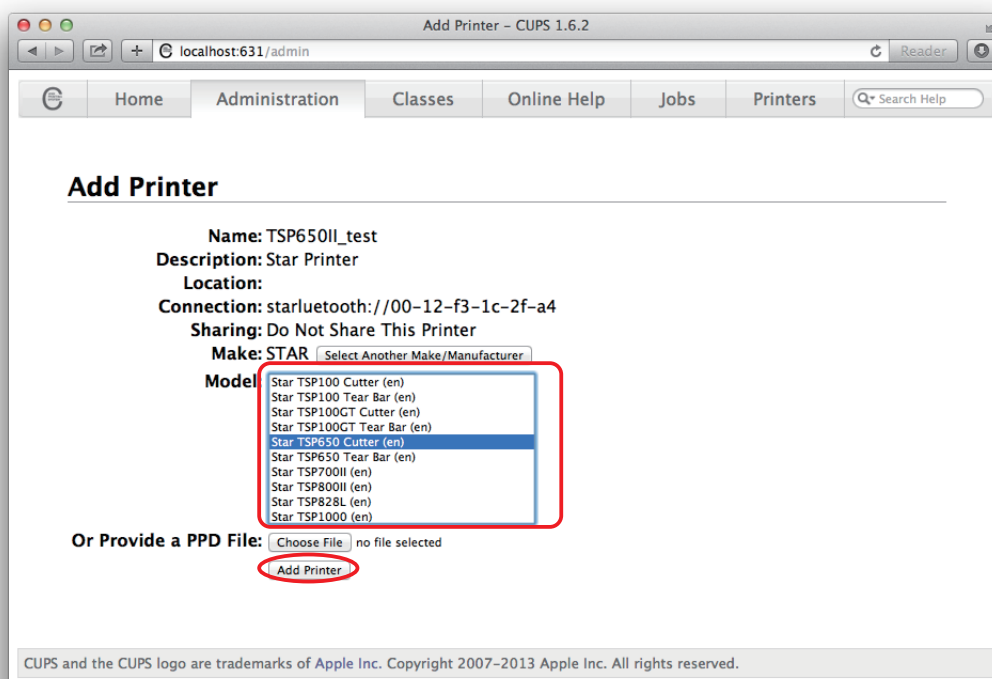 Add Printer – CUPS 1.6.2
localhost:631/admin
Reader
Home Administration Classes Online Help Jobs Printers Search Help
Add Printer
Name: TSP650II_test
Description: Star Printer
Location:
Connection: starluetooth://00-12-f3-1c-2f-a4
Sharing: Do Not Share This Printer
Make: STAR Select Another Make/Manufacturer
Model:
Star TSP100 Cutter (en)
Star TSP100 Tear Bar (en)
Star TSP100GT Cutter (en)
Star TSP100GT Tear Bar (en)
Star TSP650 Cutter (en)
Star TSP650 Tear Bar (en)
Star TSP700II (en)
Star TSP800II (en)
Star TSP828L (en)
Star TSP1000 (en)
Or Provide a PPD File: Choose File no file selected
Add Printer
CUPS and the CUPS logo are trademarks of Apple Inc. Copyright 2007-2013 Apple Inc. All rights reserved.